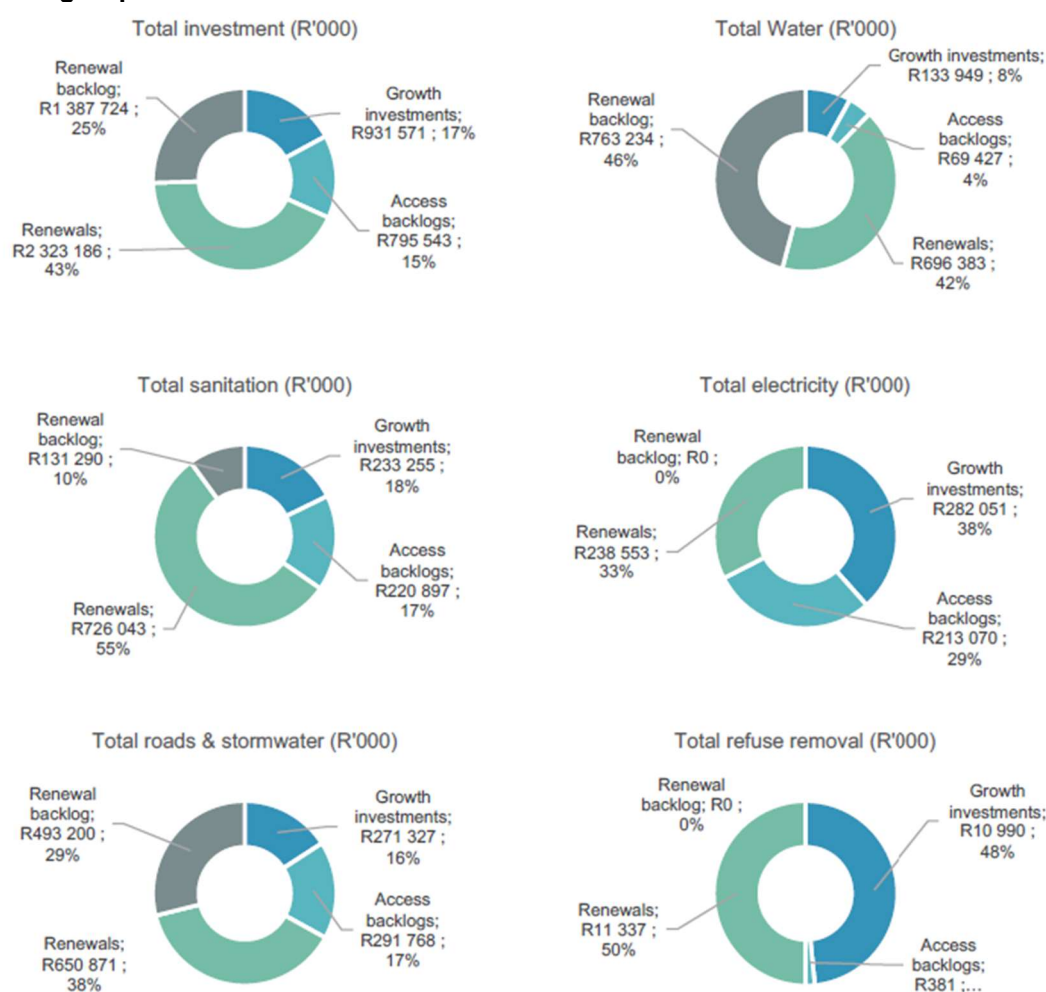 Total investment (R'000)
Renewal
backlog;
R1 387 724 ;
25%
Growth
investments;
R931 571 ; 17%
Access
backlogs;
R795 543 ;
15%
Renewals;
R2 323 186 ;
43%
Total Water (R'000)
Growth investments;
R133 949 ; 8%
Renewal
backlog;
R763 234 ;
46%
Access
backlogs;
R69 427 ;
4%
Renewals;
R696 383 ;
42%
Total sanitation (R'000)
Renewal
backlog;
R131 290 ;
10%
Growth
investments;
R233 255 ;
18%
Access
backlogs;
R220 897 ;
17%
Renewals;
R726 043 ;
55%
Total electricity (R'000)
Renewal
backlog; R0 ;
0%
Growth
investments;
R282 051 ;
38%
Renewals;
R238 553 ;
33%
Access
backlogs;
R213 070 ;
29%
Total roads & stormwater (R'000)
Renewal
backlog;
R493 200 ;
29%
Growth
investments;
R271 327 ;
16%
Access
backlogs;
R291 768 ;
17%
Renewals;
R650 871 ;
38%
Total refuse removal (R'000)
Renewal
backlog; R0 ;
0%
Growth
investments;
R10 990 ;
48%
Renewals;
R11 337 ;
50%
Access
backlogs;
R381 ;...